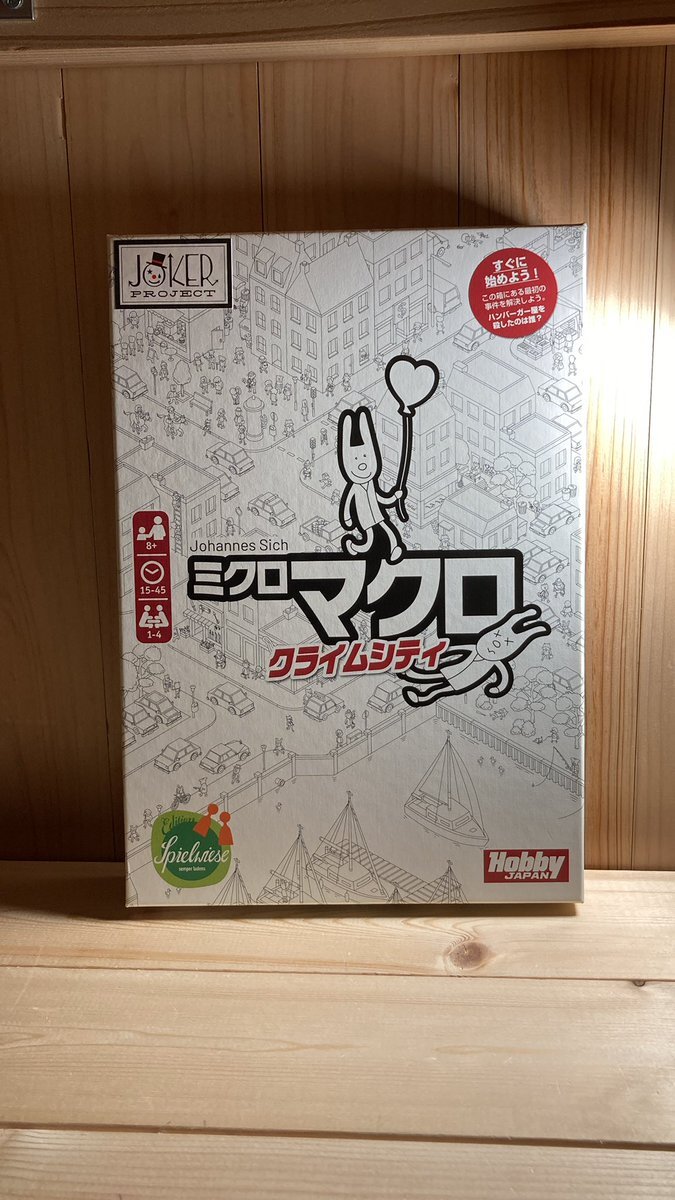 JOKER
PROJECT
すぐに
始めよう！
この箱にある最初の
事件を解決しよう。
ハンバーガー屋を
殺したのは誰？
Johannes Sich
ミクロマクロ
クライムシティ
8+
15-45
1-4
Edition
Spielwiese
semper ludens
Hobby
JAPAN